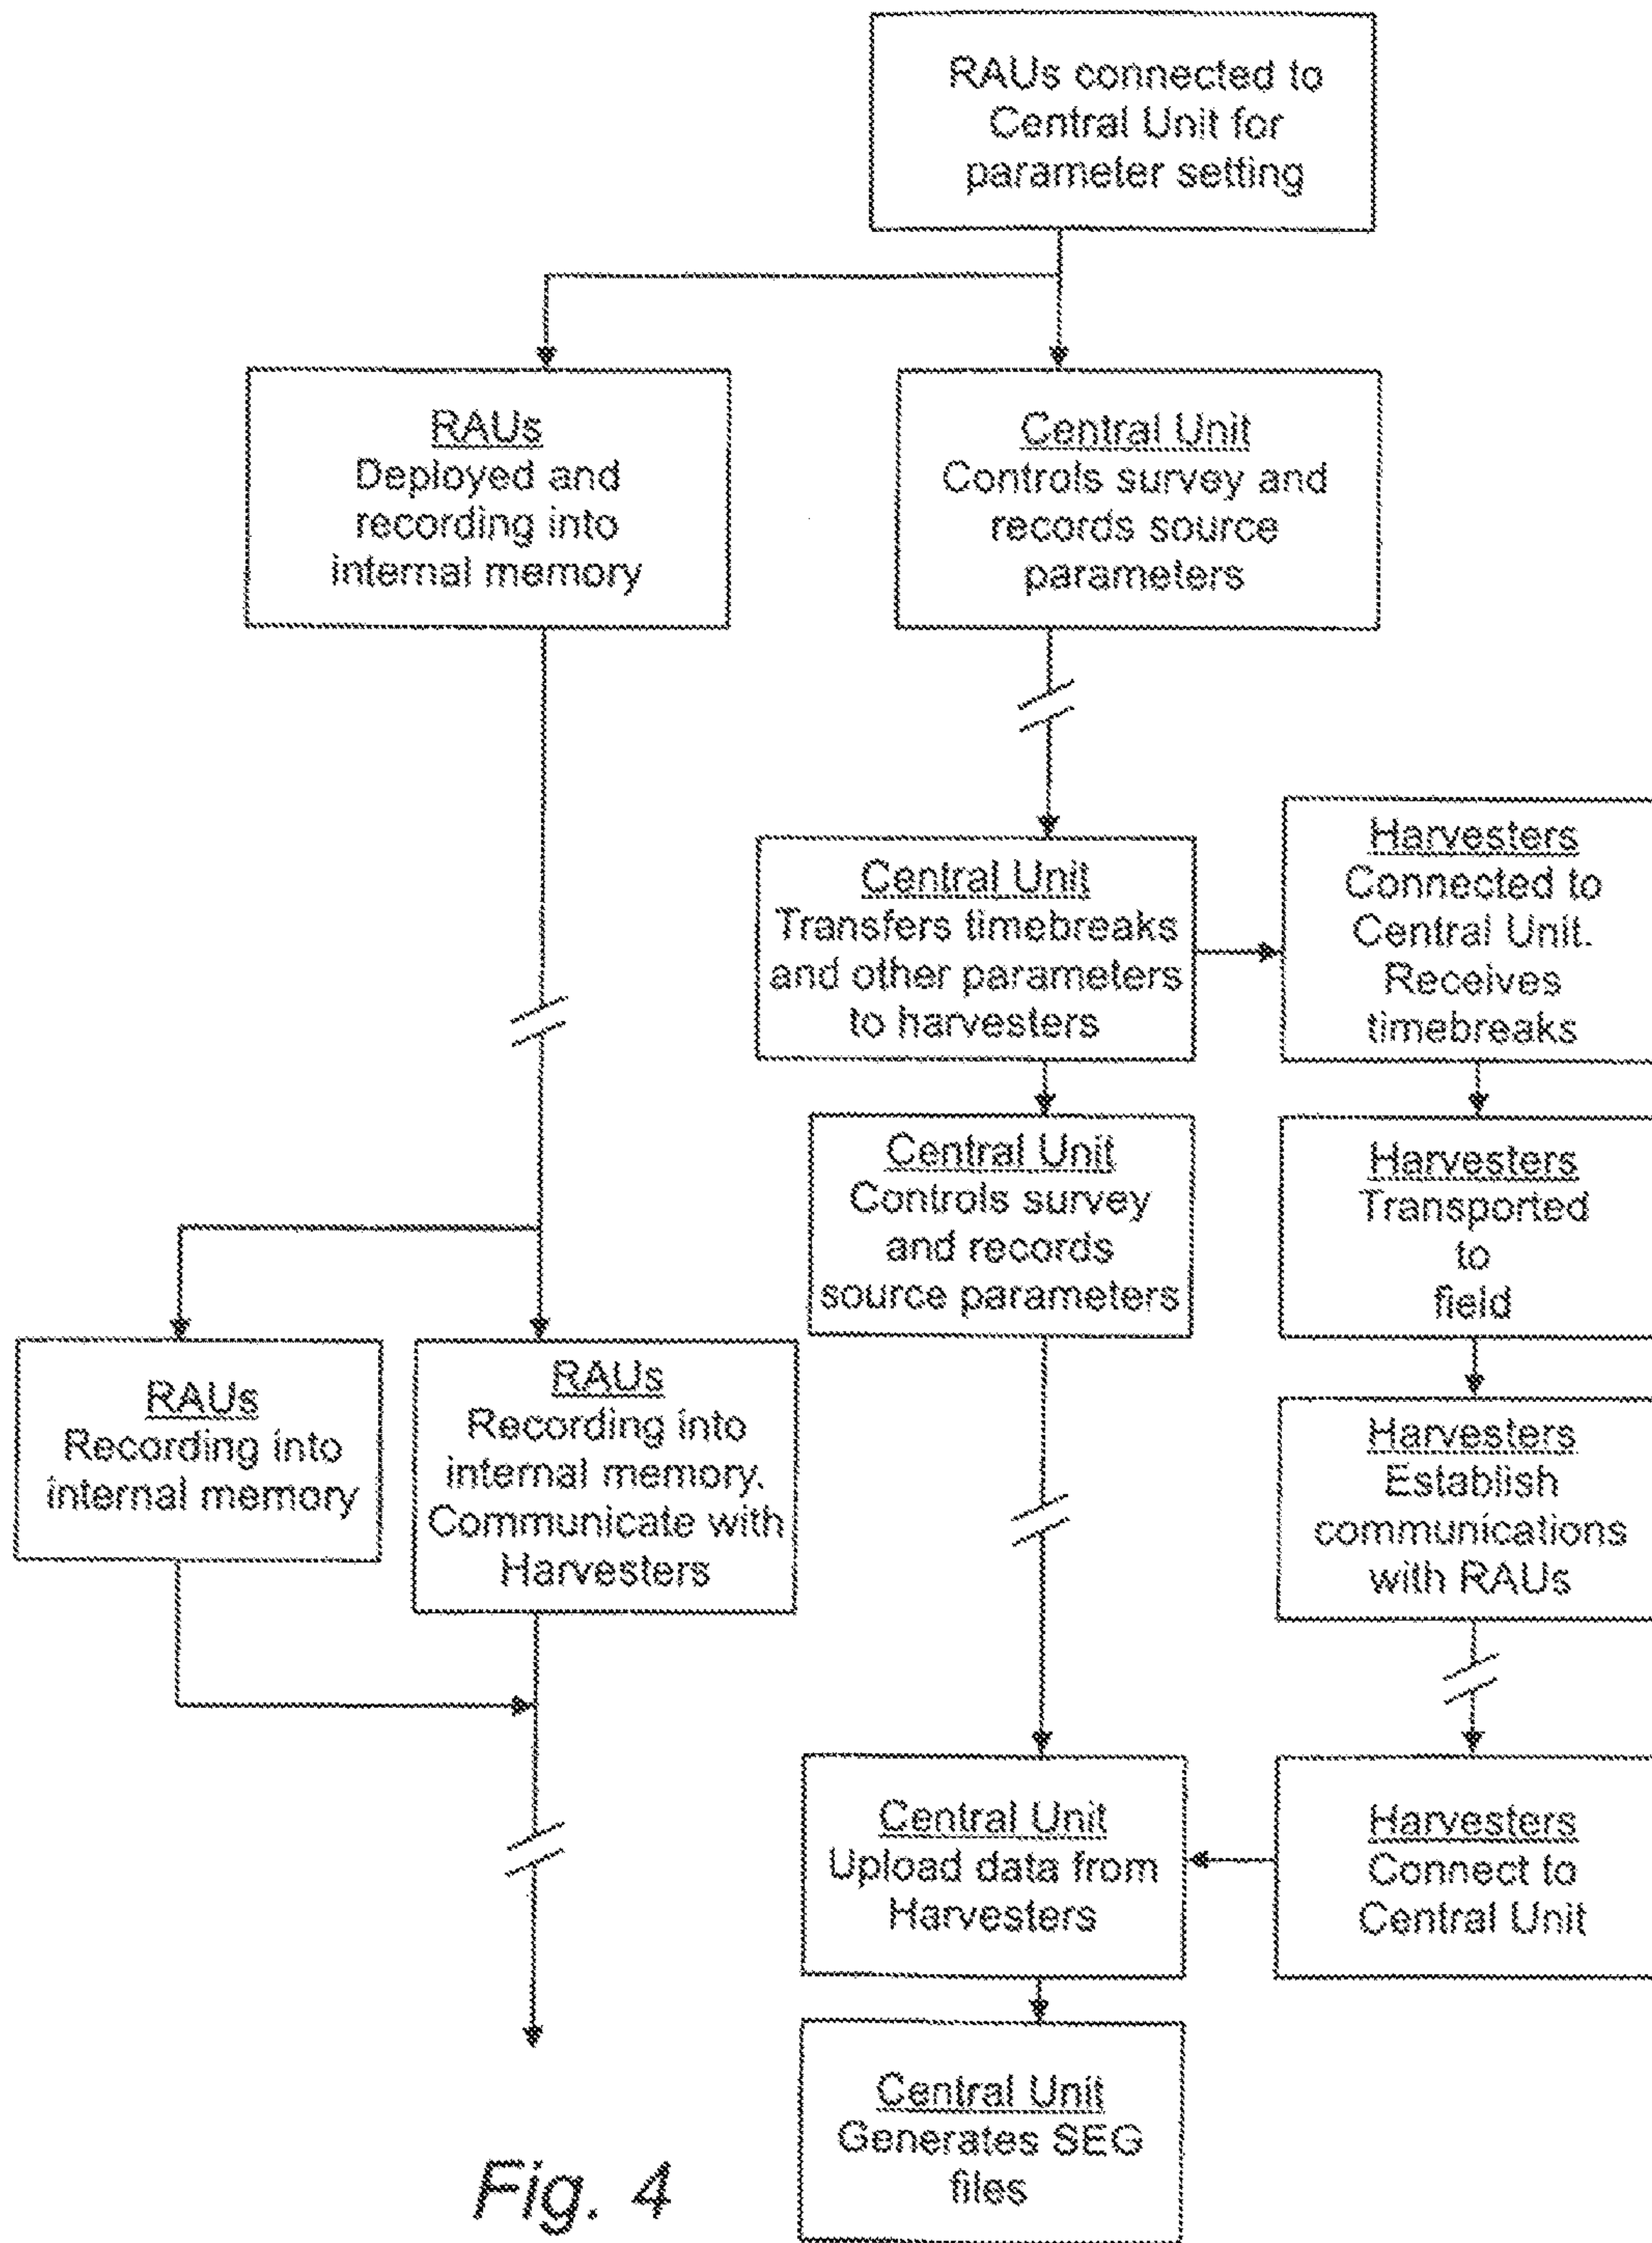 RAUs connected to
Central Unit for
parameter setting
RAUs
Deployed and
recording into
internal memory
Central Unit
Controls survey and
records source
parameters
Central Unit
Transfers timebreaks
and other parameters
to harvesters
Harvesters
Connected to
Central Unit.
Receives
timebreaks
Central Unit
Controls survey
and records
source parameters
Harvesters
Transported
to
field
RAUs
Recording into
internal memory
RAUs
Recording into
internal memory.
Communicate with
Harvesters
Harvesters
Establish
communications
with RAUs
Central Unit
Upload data from
Harvesters
Harvesters
Connect to
Central Unit
Central Unit
Generates SEG
files
Fig. 4